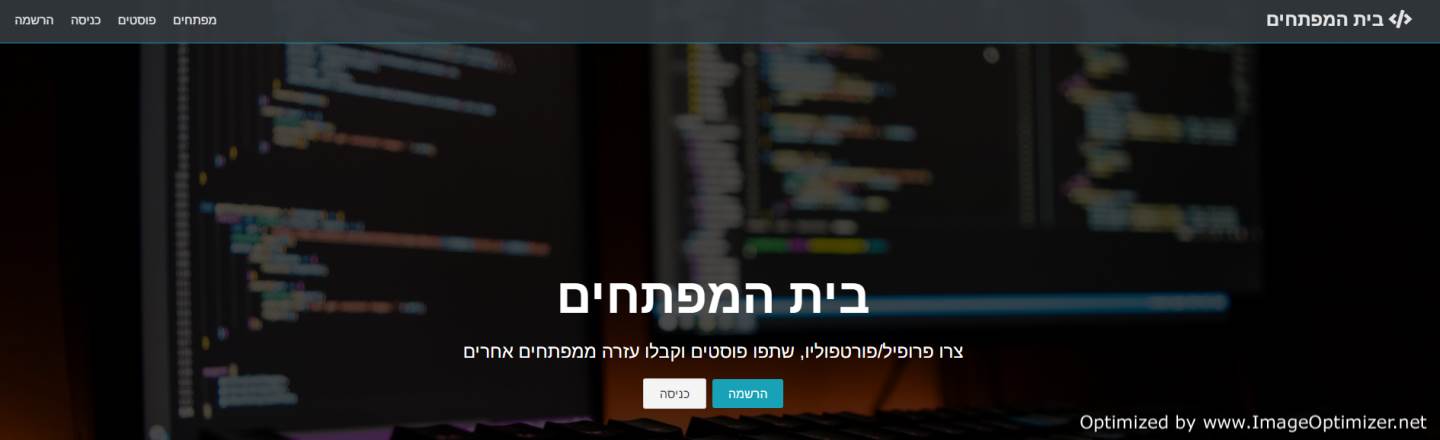 בית המפתחים
מפתחים פוסטים כניסה הרשמה
בית המפתחים
צרו פרופיל/פורטפוליו, שתפו פוסטים וקבלו עזרה ממפתחים אחרים
הרשמה כניסה
Optimized by www.ImageOptimizer.net